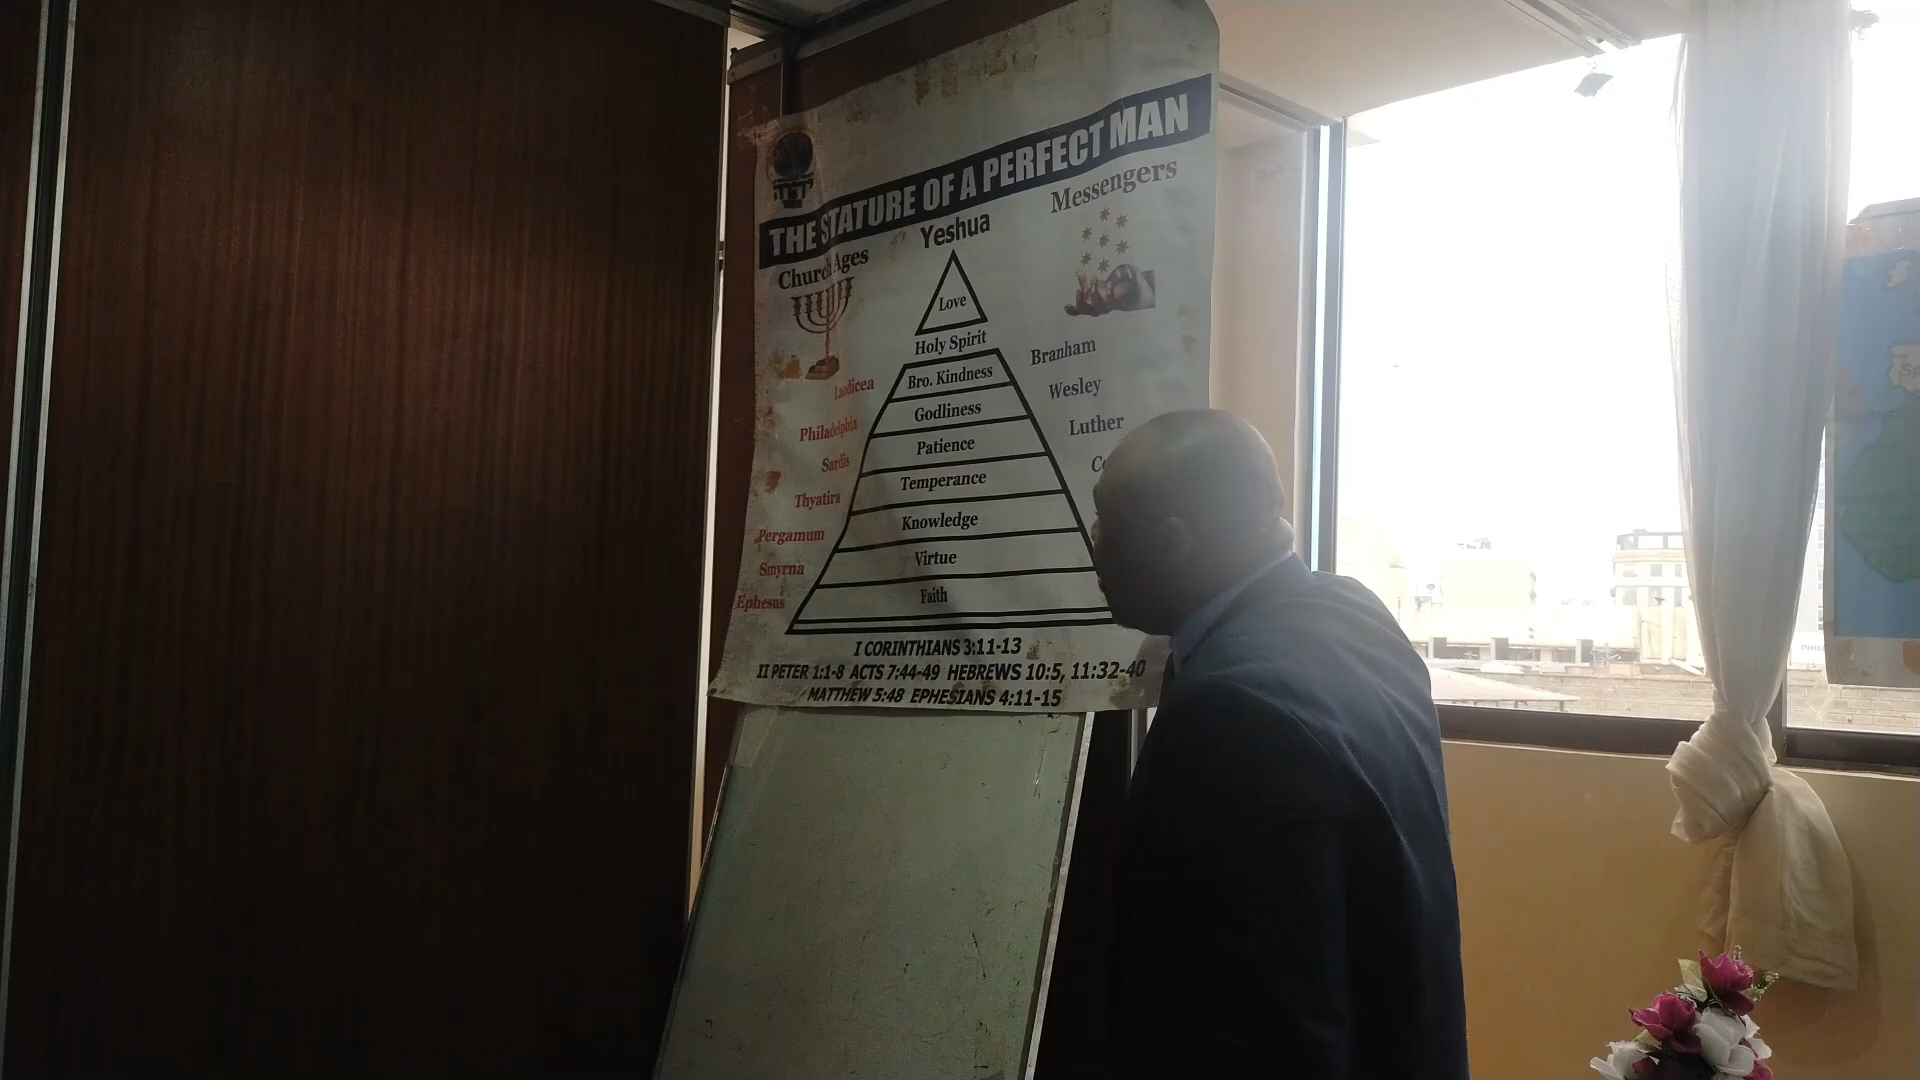 THE STATURE OF A PERFECT MAN
Church Ages
Yeshua
Messengers
Love
Holy Spirit
Bro. Kindness
Godliness
Patience
Temperance
Knowledge
Virtue
Faith
Laodicea
Philadelphia
Sardis
Thyatira
Pergamum
Smyrna
Ephesus
Branham
Wesley
Luther
I CORINTHIANS 3:11-13
II PETER 1:1-8 ACTS 7:44-49 HEBREWS 10:5, 11:32-40
MATTHEW 5:48 EPHESIANS 4:11-15